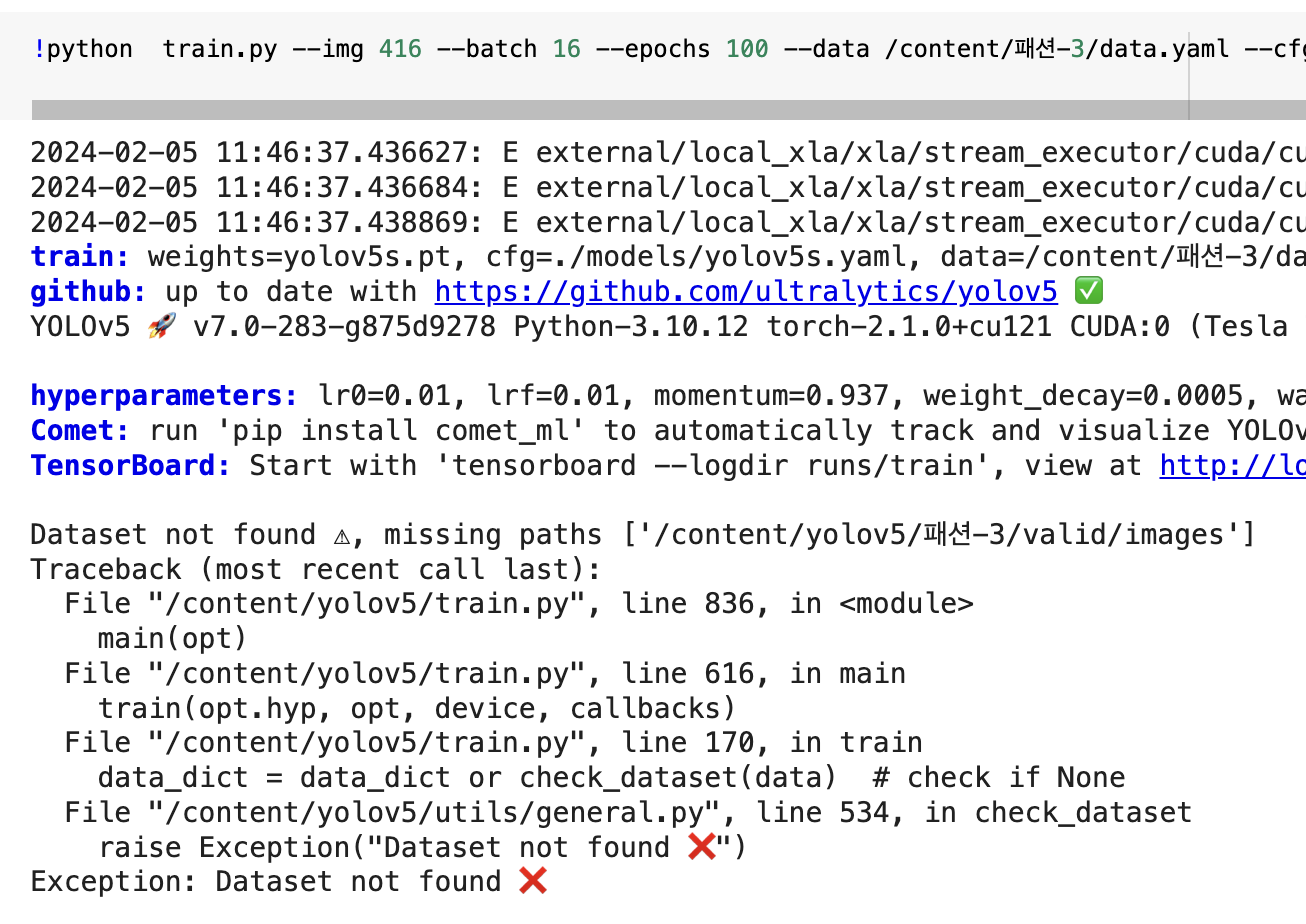 !python  train.py --img 416 --batch 16 --epochs 100 --data /content/패션-3/data.yaml --cfg
2024-02-05 11:46:37.436627: E external/local_xla/xla/stream_executor/cuda/cu
2024-02-05 11:46:37.436684: E external/local_xla/xla/stream_executor/cuda/cu
2024-02-05 11:46:37.438869: E external/local_xla/xla/stream_executor/cuda/cu
train: weights=yolov5s.pt, cfg=./models/yolov5s.yaml, data=/content/패션-3/da
github: up to date with https://github.com/ultralytics/yolov5 ✅
YOLOv5 🚀 v7.0-283-g875d9278 Python-3.10.12 torch-2.1.0+cu121 CUDA:0 (Tesla
hyperparameters: lr0=0.01, lrf=0.01, momentum=0.937, weight_decay=0.0005, wa
Comet: run 'pip install comet_ml' to automatically track and visualize YOLOv
TensorBoard: Start with 'tensorboard --logdir runs/train', view at http://lo
Dataset not found ⚠, missing paths ['/content/yolov5/패션-3/valid/images']
Traceback (most recent call last):
  File "/content/yolov5/train.py", line 836, in <module>
    main(opt)
  File "/content/yolov5/train.py", line 616, in main
    train(opt.hyp, opt, device, callbacks)
  File "/content/yolov5/train.py", line 170, in train
    data_dict = data_dict or check_dataset(data)  # check if None
  File "/content/yolov5/utils/general.py", line 534, in check_dataset
    raise Exception("Dataset not found ❌")
Exception: Dataset not found ❌